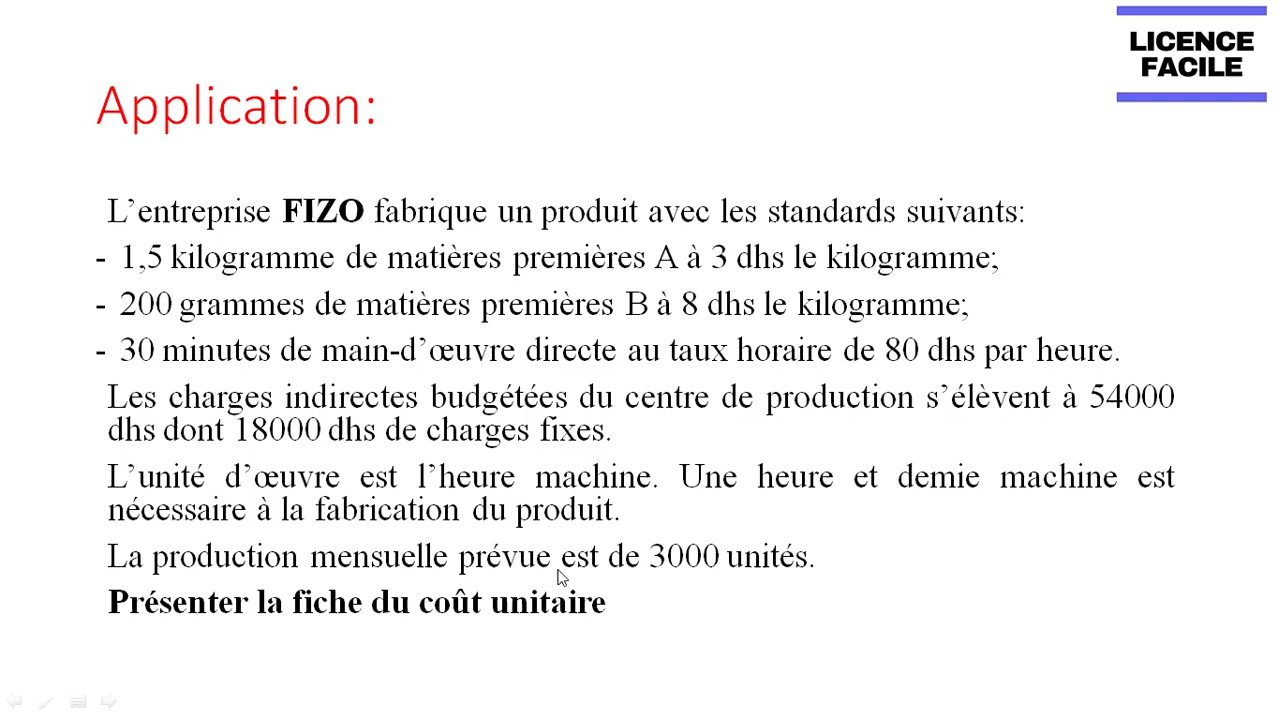 LICENCE
FACILE
Application:
L’entreprise FIZO fabrique un produit avec les standards suivants:
- 1,5 kilogramme de matières premières A à 3 dhs le kilogramme;
- 200 grammes de matières premières B à 8 dhs le kilogramme;
- 30 minutes de main-d’œuvre directe au taux horaire de 80 dhs par heure.
Les charges indirectes budgétées du centre de production s’élèvent à 54000
dhs dont 18000 dhs de charges fixes.
L’unité d’œuvre est l’heure machine. Une heure et demie machine est
nécessaire à la fabrication du produit.
La production mensuelle prévue est de 3000 unités.
Présenter la fiche du coût unitaire